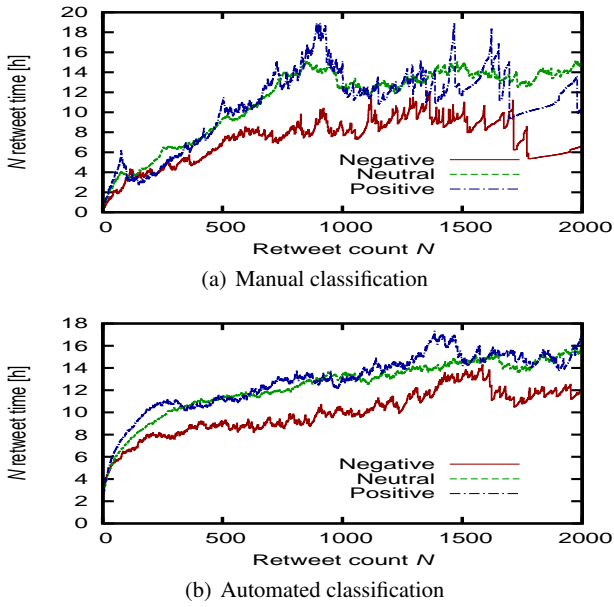 N retweet time [h]
20
18
16
14
12
10
8
6
4
2
0
0 500 1000 1500 2000
Negative
Neutral
Positive
Retweet count N
(a) Manual classification
N retweet time [h]
18
16
14
12
10
8
6
4
2
0
0 500 1000 1500 2000
Negative
Neutral
Positive
Retweet count N
(b) Automated classification